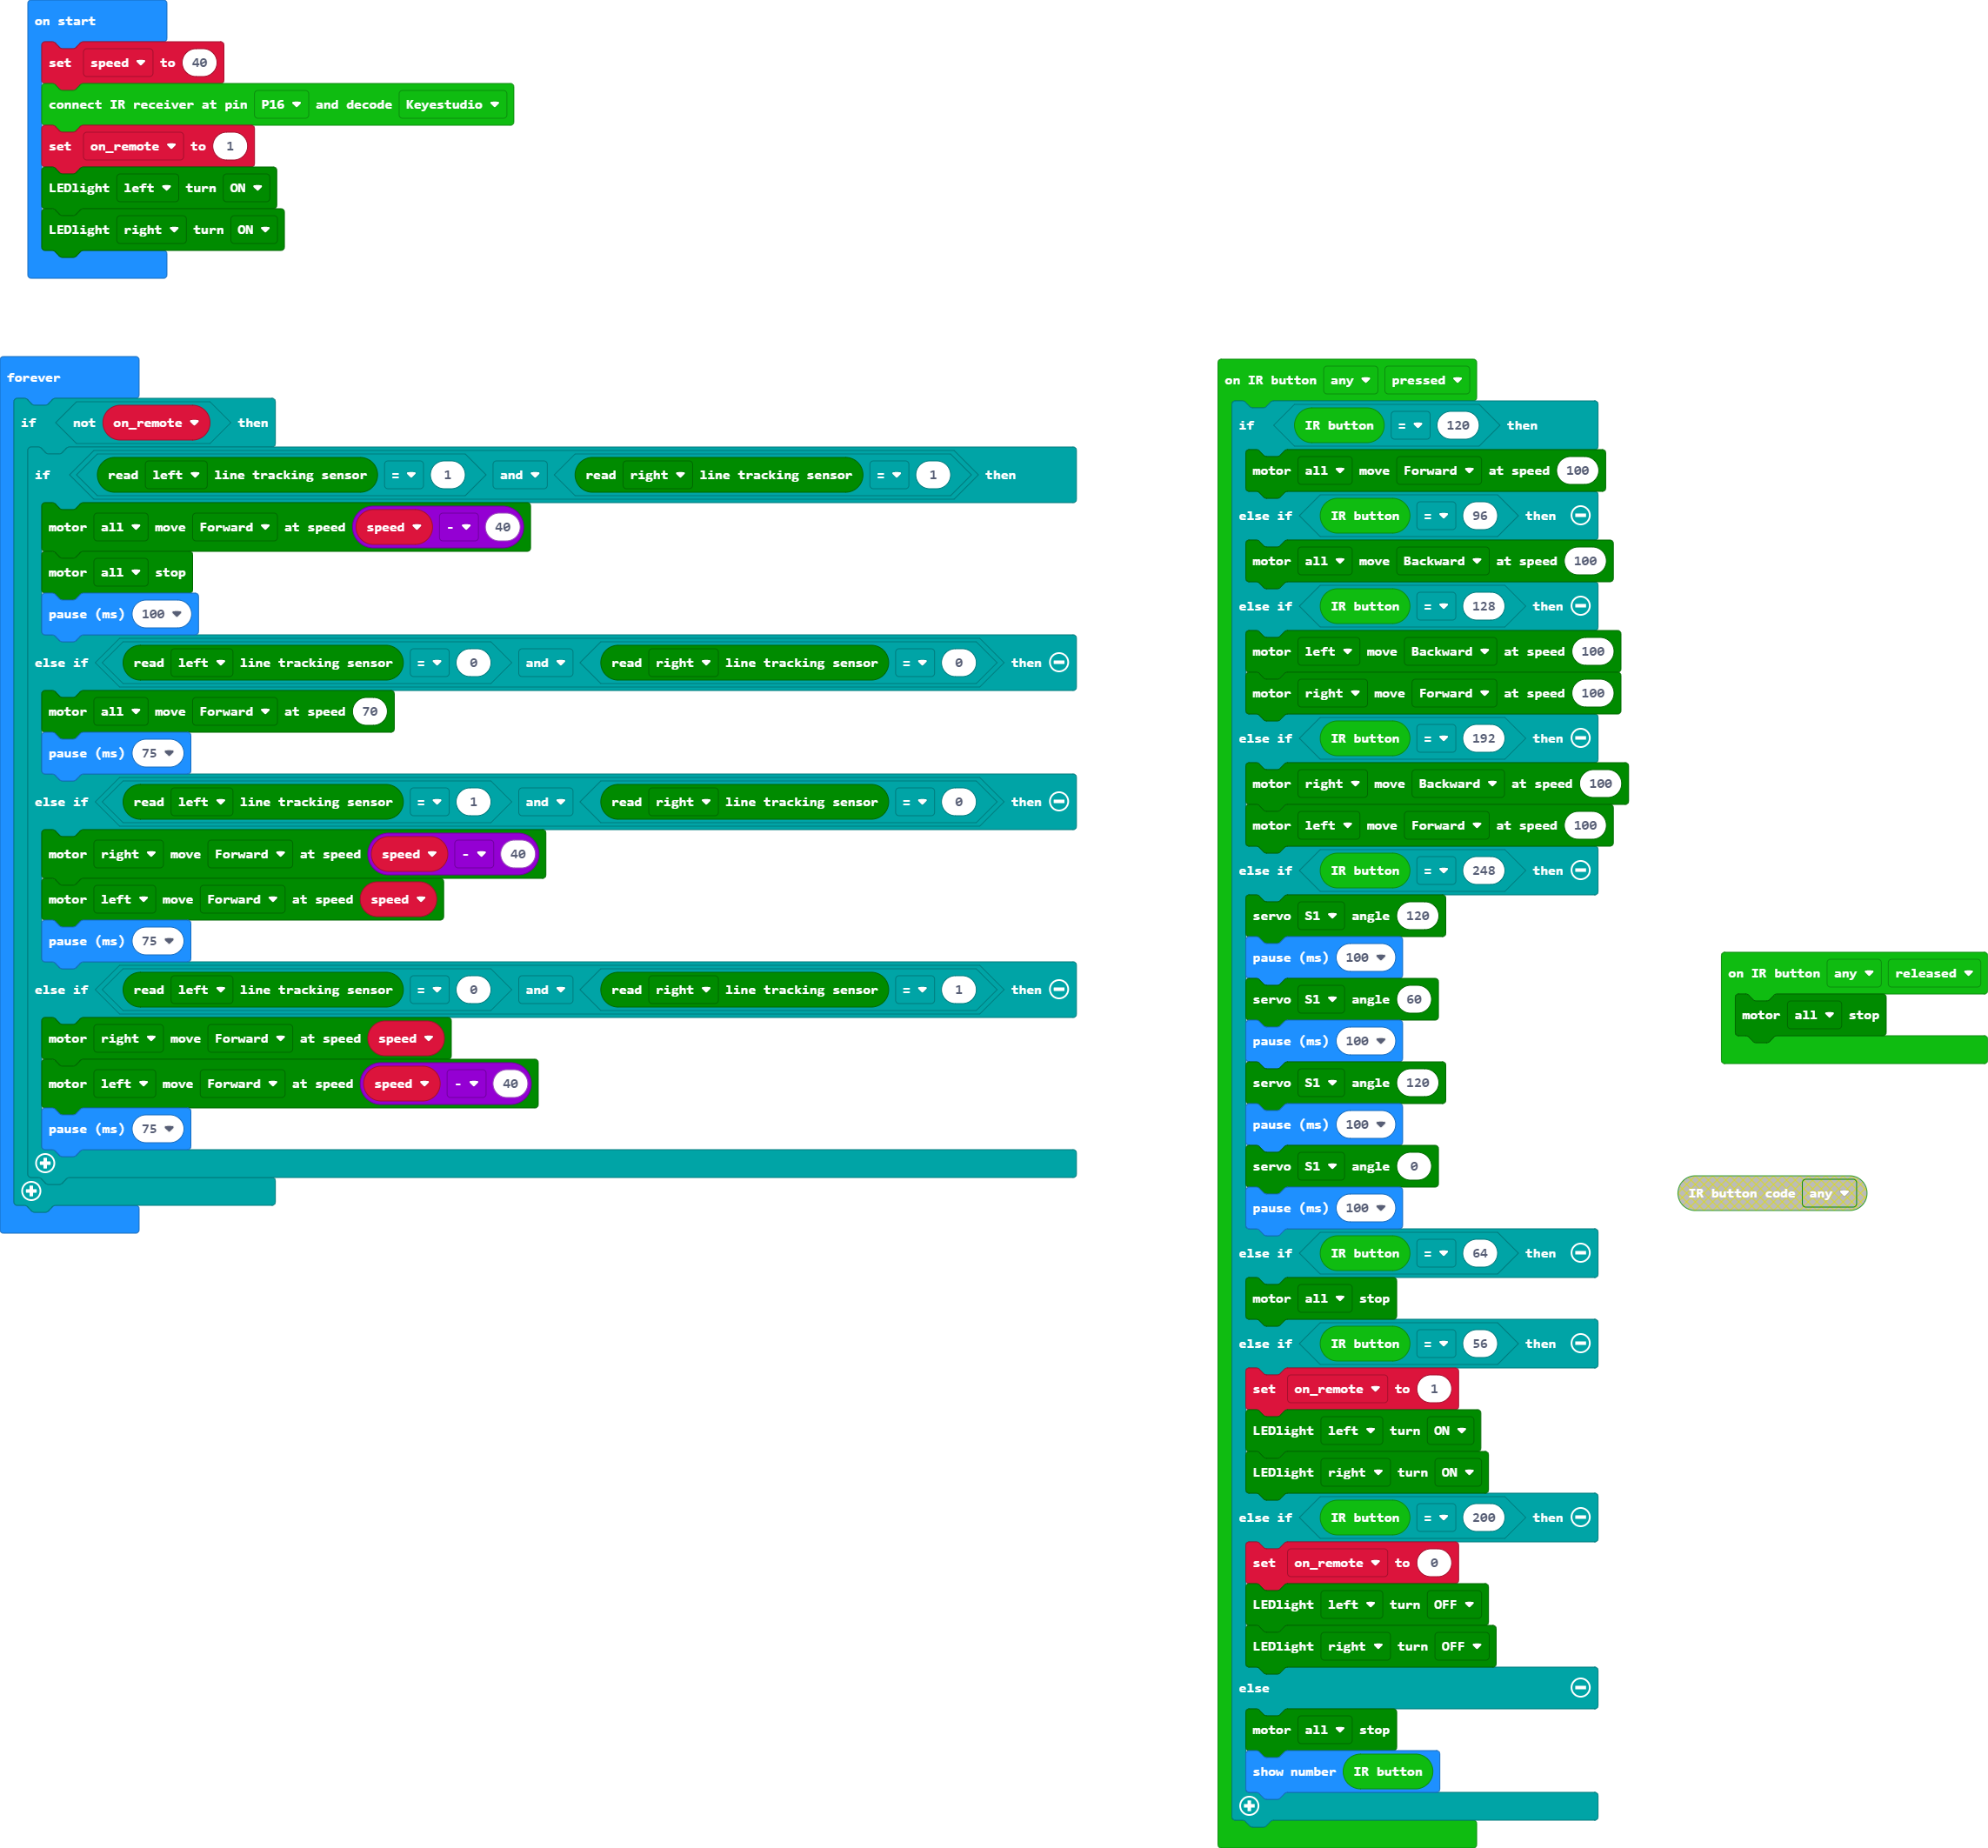 on start
set speed to 40
connect IR receiver at pin P16 and decode Keyestudio
set on_remote to 1
LEDlight left turn ON
LEDlight right turn ON
forever
if not on_remote then
if read left line tracking sensor = 1 and read right line tracking sensor = 1 then
motor all move Forward at speed speed - 40
motor all stop
pause (ms) 100
else if read left line tracking sensor = 0 and read right line tracking sensor = 0 then
motor all move Forward at speed 70
pause (ms) 75
else if read left line tracking sensor = 1 and read right line tracking sensor = 0 then
motor right move Forward at speed speed - 40
motor left move Forward at speed speed
pause (ms) 75
else if read left line tracking sensor = 0 and read right line tracking sensor = 1 then
motor right move Forward at speed speed
motor left move Forward at speed speed - 40
pause (ms) 75
on IR button any pressed
if IR button = 120 then
motor all move Forward at speed 100
else if IR button = 96 then
motor all move Backward at speed 100
else if IR button = 128 then
motor left move Backward at speed 100
motor right move Forward at speed 100
else if IR button = 192 then
motor right move Backward at speed 100
motor left move Forward at speed 100
else if IR button = 248 then
servo S1 angle 120
pause (ms) 100
servo S1 angle 60
pause (ms) 100
servo S1 angle 120
pause (ms) 100
servo S1 angle 0
pause (ms) 100
else if IR button = 64 then
motor all stop
else if IR button = 56 then
set on_remote to 1
LEDlight left turn ON
LEDlight right turn ON
else if IR button = 200 then
set on_remote to 0
LEDlight left turn OFF
LEDlight right turn OFF
else
motor all stop
show number IR button
on IR button any released
motor all stop
IR button code any